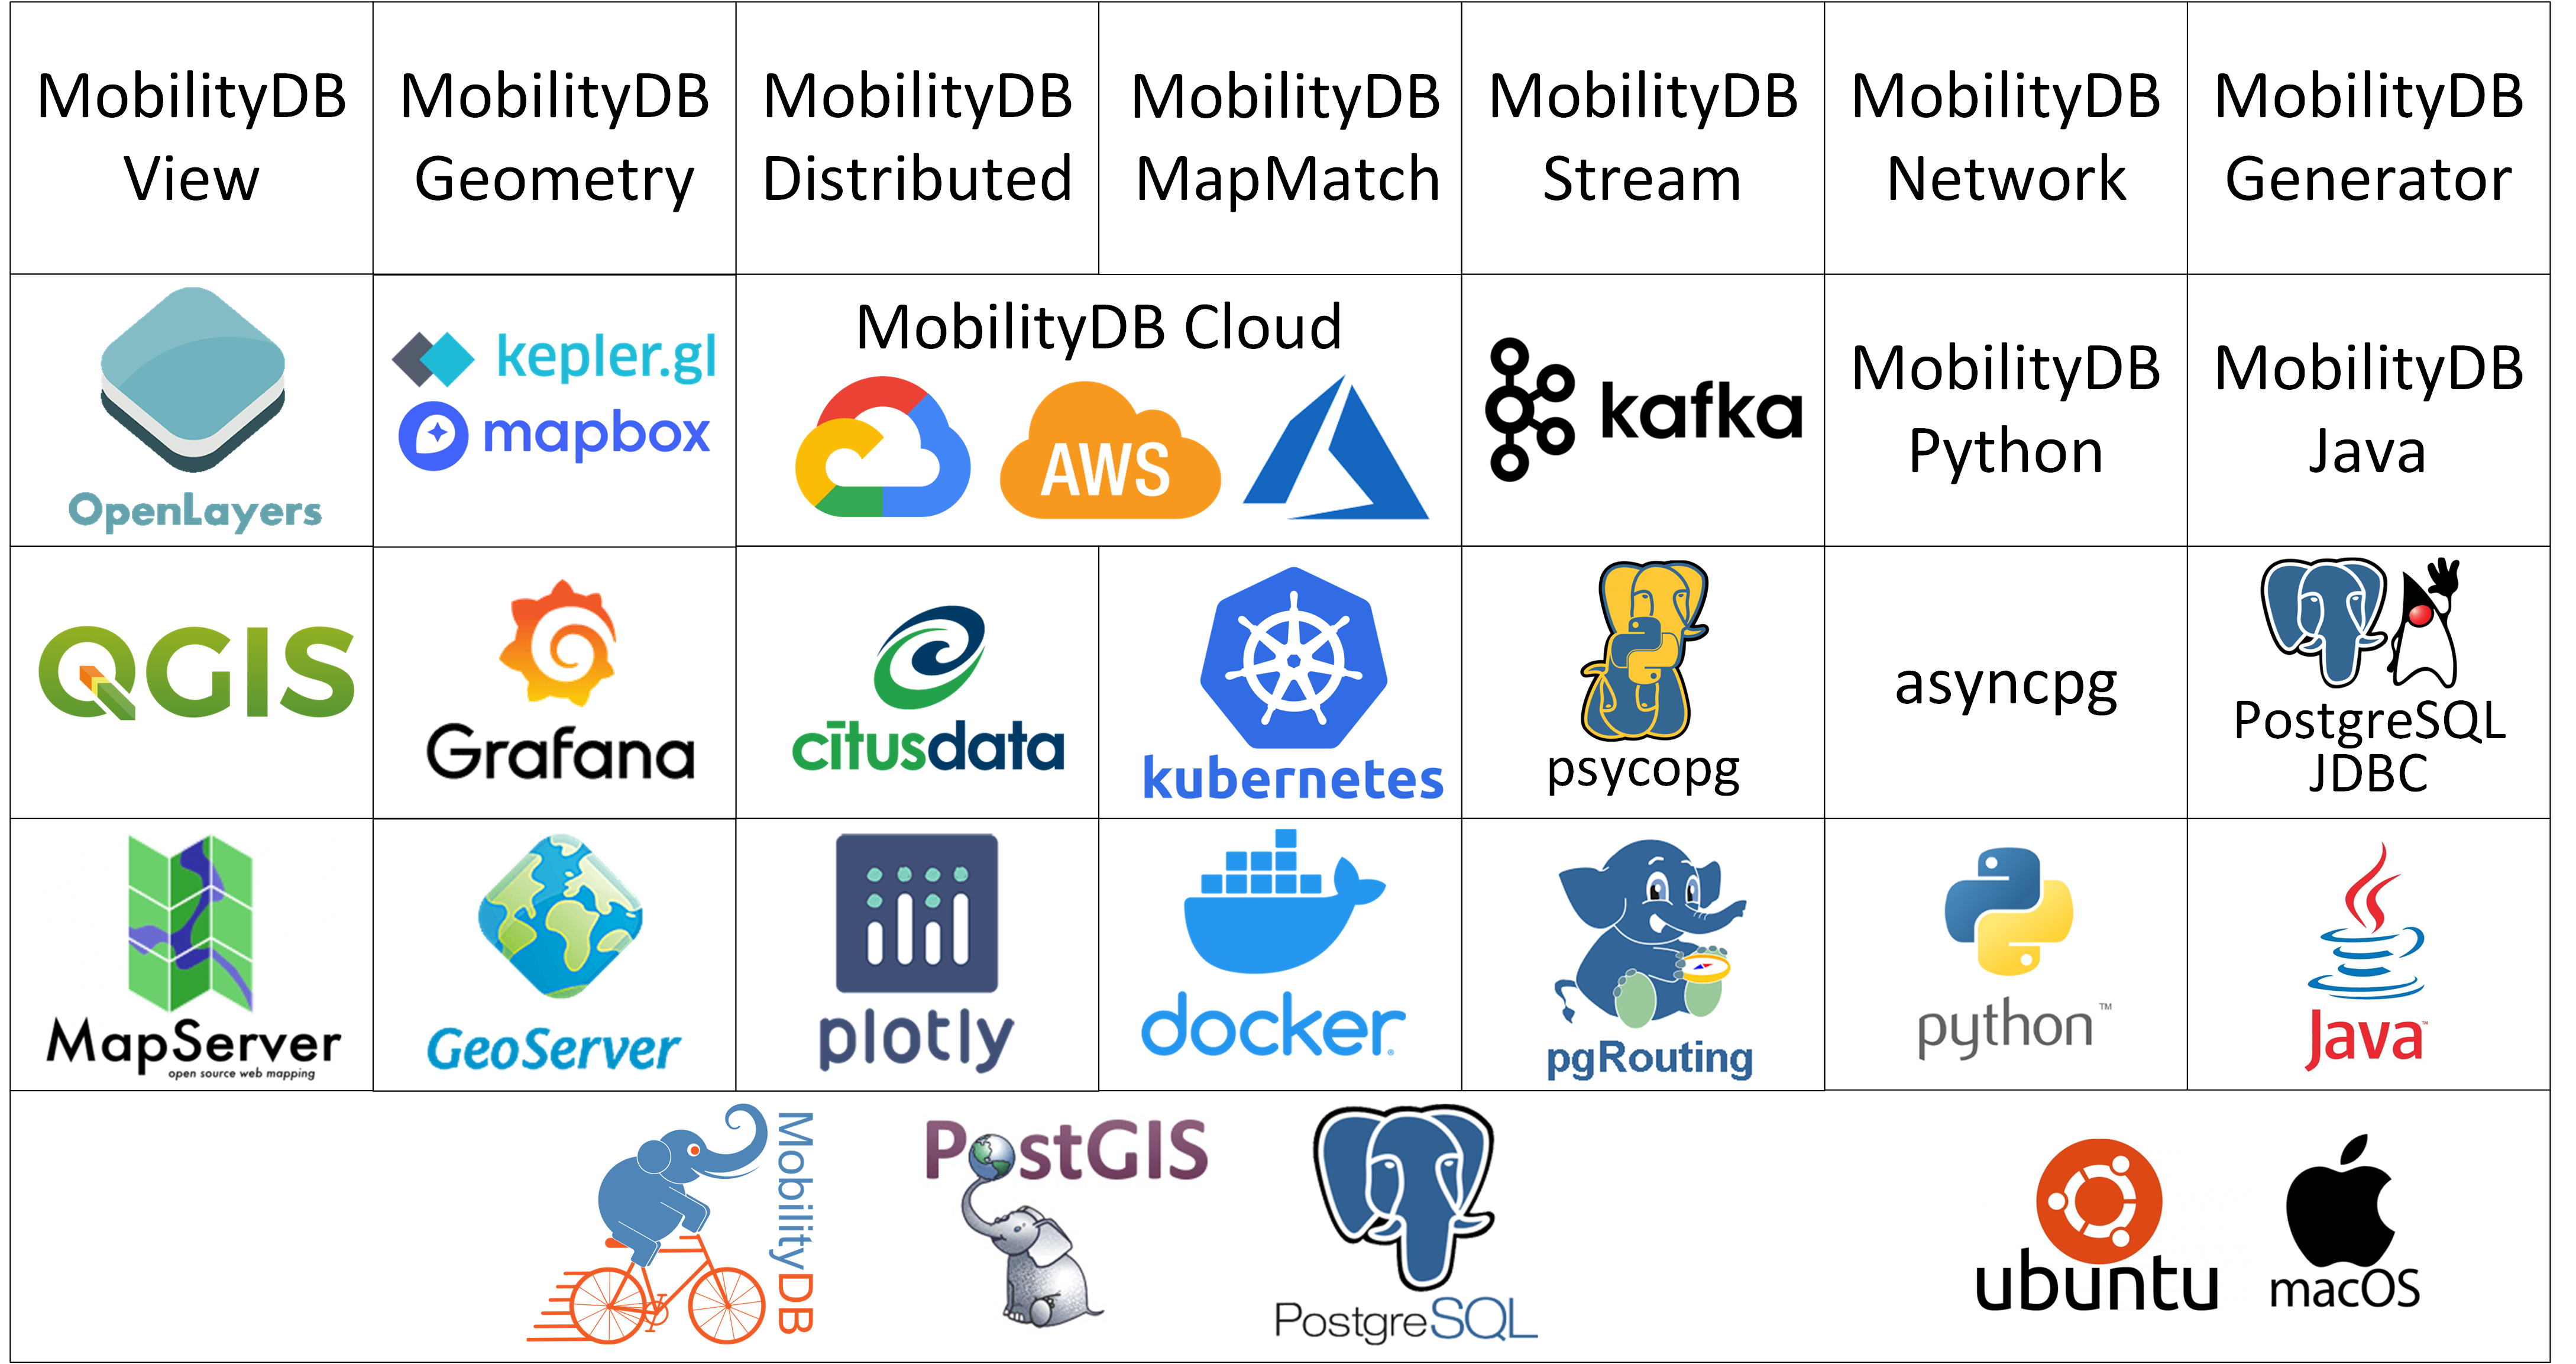 MobilityDB
View
MobilityDB
Geometry
MobilityDB
Distributed
MobilityDB
MapMatch
MobilityDB
Stream
MobilityDB
Network
MobilityDB
Generator
OpenLayers
kepler.gl
mapbox
MobilityDB Cloud
AWS
kafka
MobilityDB
Python
MobilityDB
Java
QGIS
Grafana
cītusdata
kubernetes
psycopg
asyncpg
PostgreSQL
JDBC
MapServer
open source web mapping
GeoServer
plotly
docker®
pgRouting
python™
Java™
MobilityDB
PostGIS
PostgreSQL
ubuntu
macOS